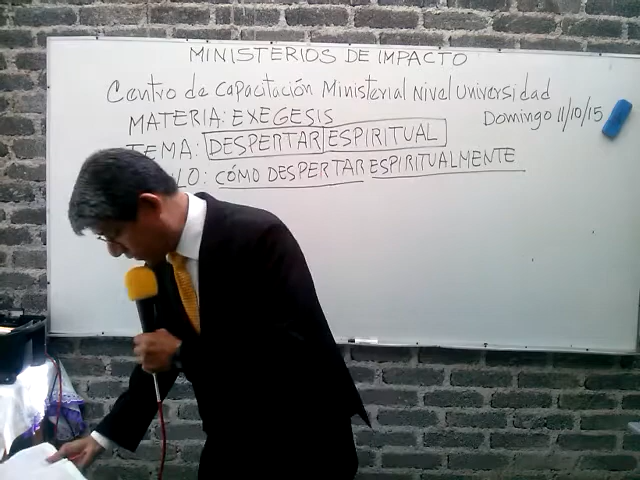 MINISTERIOS DE IMPACTO
Centro de Capacitación Ministerial Nivel Universidad
MATERIA: EXEGESIS
Domingo 11/10/15
TEMA: DESPERTAR ESPIRITUAL
LO: CÓMO DESPERTAR ESPIRITUALMENTE